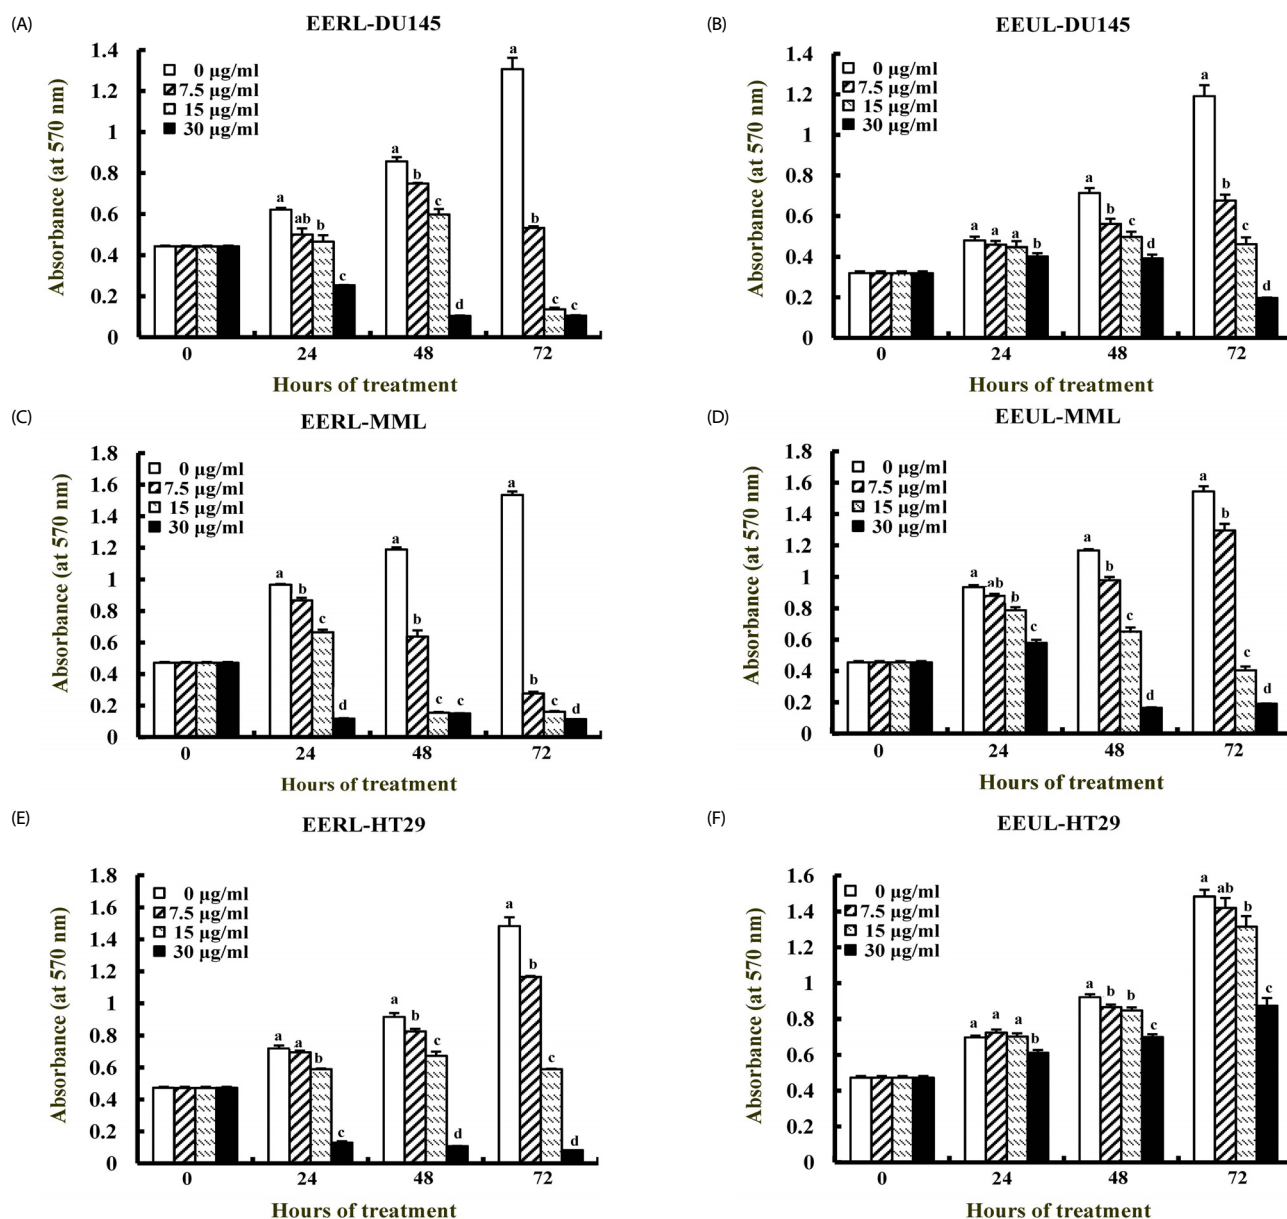 (A)
EERL-DU145
Absorbance (at 570 nm)
1.4
1.2
1
0.8
0.6
0.4
0.2
0
0 µg/ml
7.5 µg/ml
15 µg/ml
30 µg/ml
a ab b c
a b c d
a b c c
0 24 48 72
Hours of treatment
(B)
EEUL-DU145
Absorbance (at 570 nm)
1.4
1.2
1
0.8
0.6
0.4
0.2
0
0 µg/ml
7.5 µg/ml
15 µg/ml
30 µg/ml
a a a b
a b c d
a b c d
0 24 48 72
Hours of treatment
(C)
EERL-MML
Absorbance (at 570 nm)
1.8
1.6
1.4
1.2
1
0.8
0.6
0.4
0.2
0
0 µg/ml
7.5 µg/ml
15 µg/ml
30 µg/ml
a b c d
a b c c
a b c d
0 24 48 72
Hours of treatment
(D)
EEUL-MML
Absorbance (at 570 nm)
1.8
1.6
1.4
1.2
1
0.8
0.6
0.4
0.2
0
0 µg/ml
7.5 µg/ml
15 µg/ml
30 µg/ml
a ab b c
a b c d
a b c d
0 24 48 72
Hours of treatment
(E)
EERL-HT29
Absorbance (at 570 nm)
1.8
1.6
1.4
1.2
1
0.8
0.6
0.4
0.2
0
0 µg/ml
7.5 µg/ml
15 µg/ml
30 µg/ml
a a b c
a b c d
a b c d
0 24 48 72
Hours of treatment
(F)
EEUL-HT29
Absorbance (at 570 nm)
1.6
1.4
1.2
1
0.8
0.6
0.4
0.2
0
0 µg/ml
7.5 µg/ml
15 µg/ml
30 µg/ml
a a a b
a b b c
a ab b c
0 24 48 72
Hours of treatment